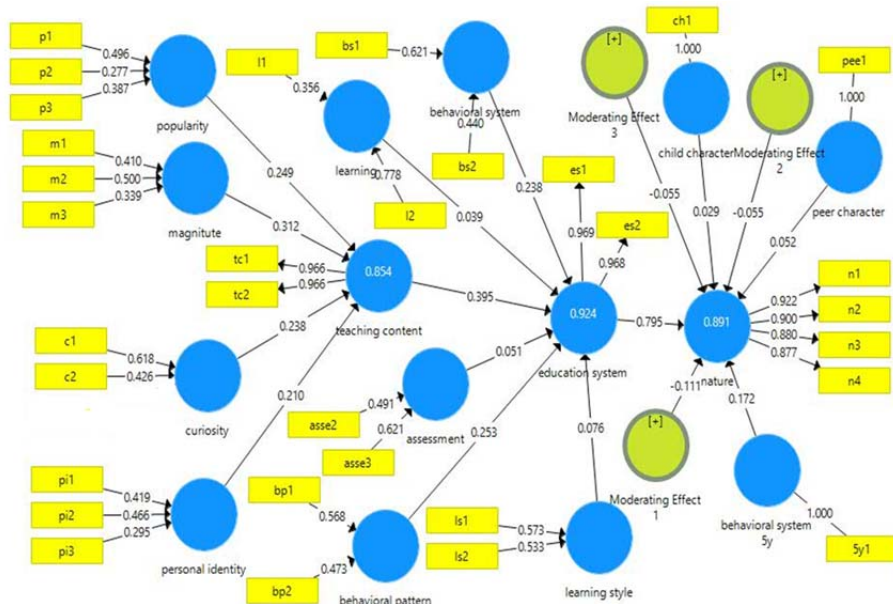 p1
0.496
p2
0.277
p3
0.387
popularity
m1
0.410
m2
0.500
m3
0.339
magnitute
l1
0.356
learning
0.778
l2
bs1
0.621
behavioral system
0.440
bs2
[+]
Moderating Effect
3
ch1
1.000
child character
[+]
Moderating Effect
2
pee1
1.000
peer character
0.249
0.312
0.039
0.238
-0.055
0.029
-0.055
0.052
es1
0.969
es2
0.968
tc1
0.966
tc2
0.966
0.854
teaching content
0.395
0.924
education system
0.795
0.891
nature
0.922
n1
0.900
n2
0.880
n3
0.877
n4
c1
0.618
c2
0.426
curiosity
0.238
0.210
asse2
0.491
asse3
0.621
assessment
0.051
0.253
0.076
-0.111
0.172
pi1
0.419
pi2
0.466
pi3
0.295
personal identity
bp1
0.568
bp2
0.473
behavioral pattern
ls1
0.573
ls2
0.533
learning style
[+]
Moderating Effect
1
behavioral system
5y
1.000
5y1